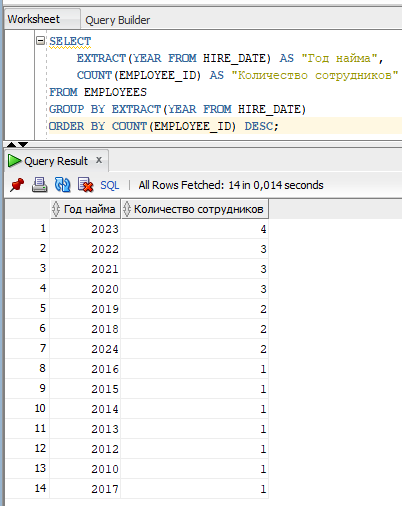 Worksheet Query Builder
SELECT
EXTRACT(YEAR FROM HIRE_DATE) AS "Год найма",
COUNT(EMPLOYEE_ID) AS "Количество сотрудников"
FROM EMPLOYEES
GROUP BY EXTRACT(YEAR FROM HIRE_DATE)
ORDER BY COUNT(EMPLOYEE_ID) DESC;
Query Result x
SQL | All Rows Fetched: 14 in 0,014 seconds
Год найма Количество сотрудников
1 2023 4
2 2022 3
3 2021 3
4 2020 3
5 2019 2
6 2018 2
7 2024 2
8 2016 1
9 2015 1
10 2014 1
11 2013 1
12 2012 1
13 2010 1
14 2017 1